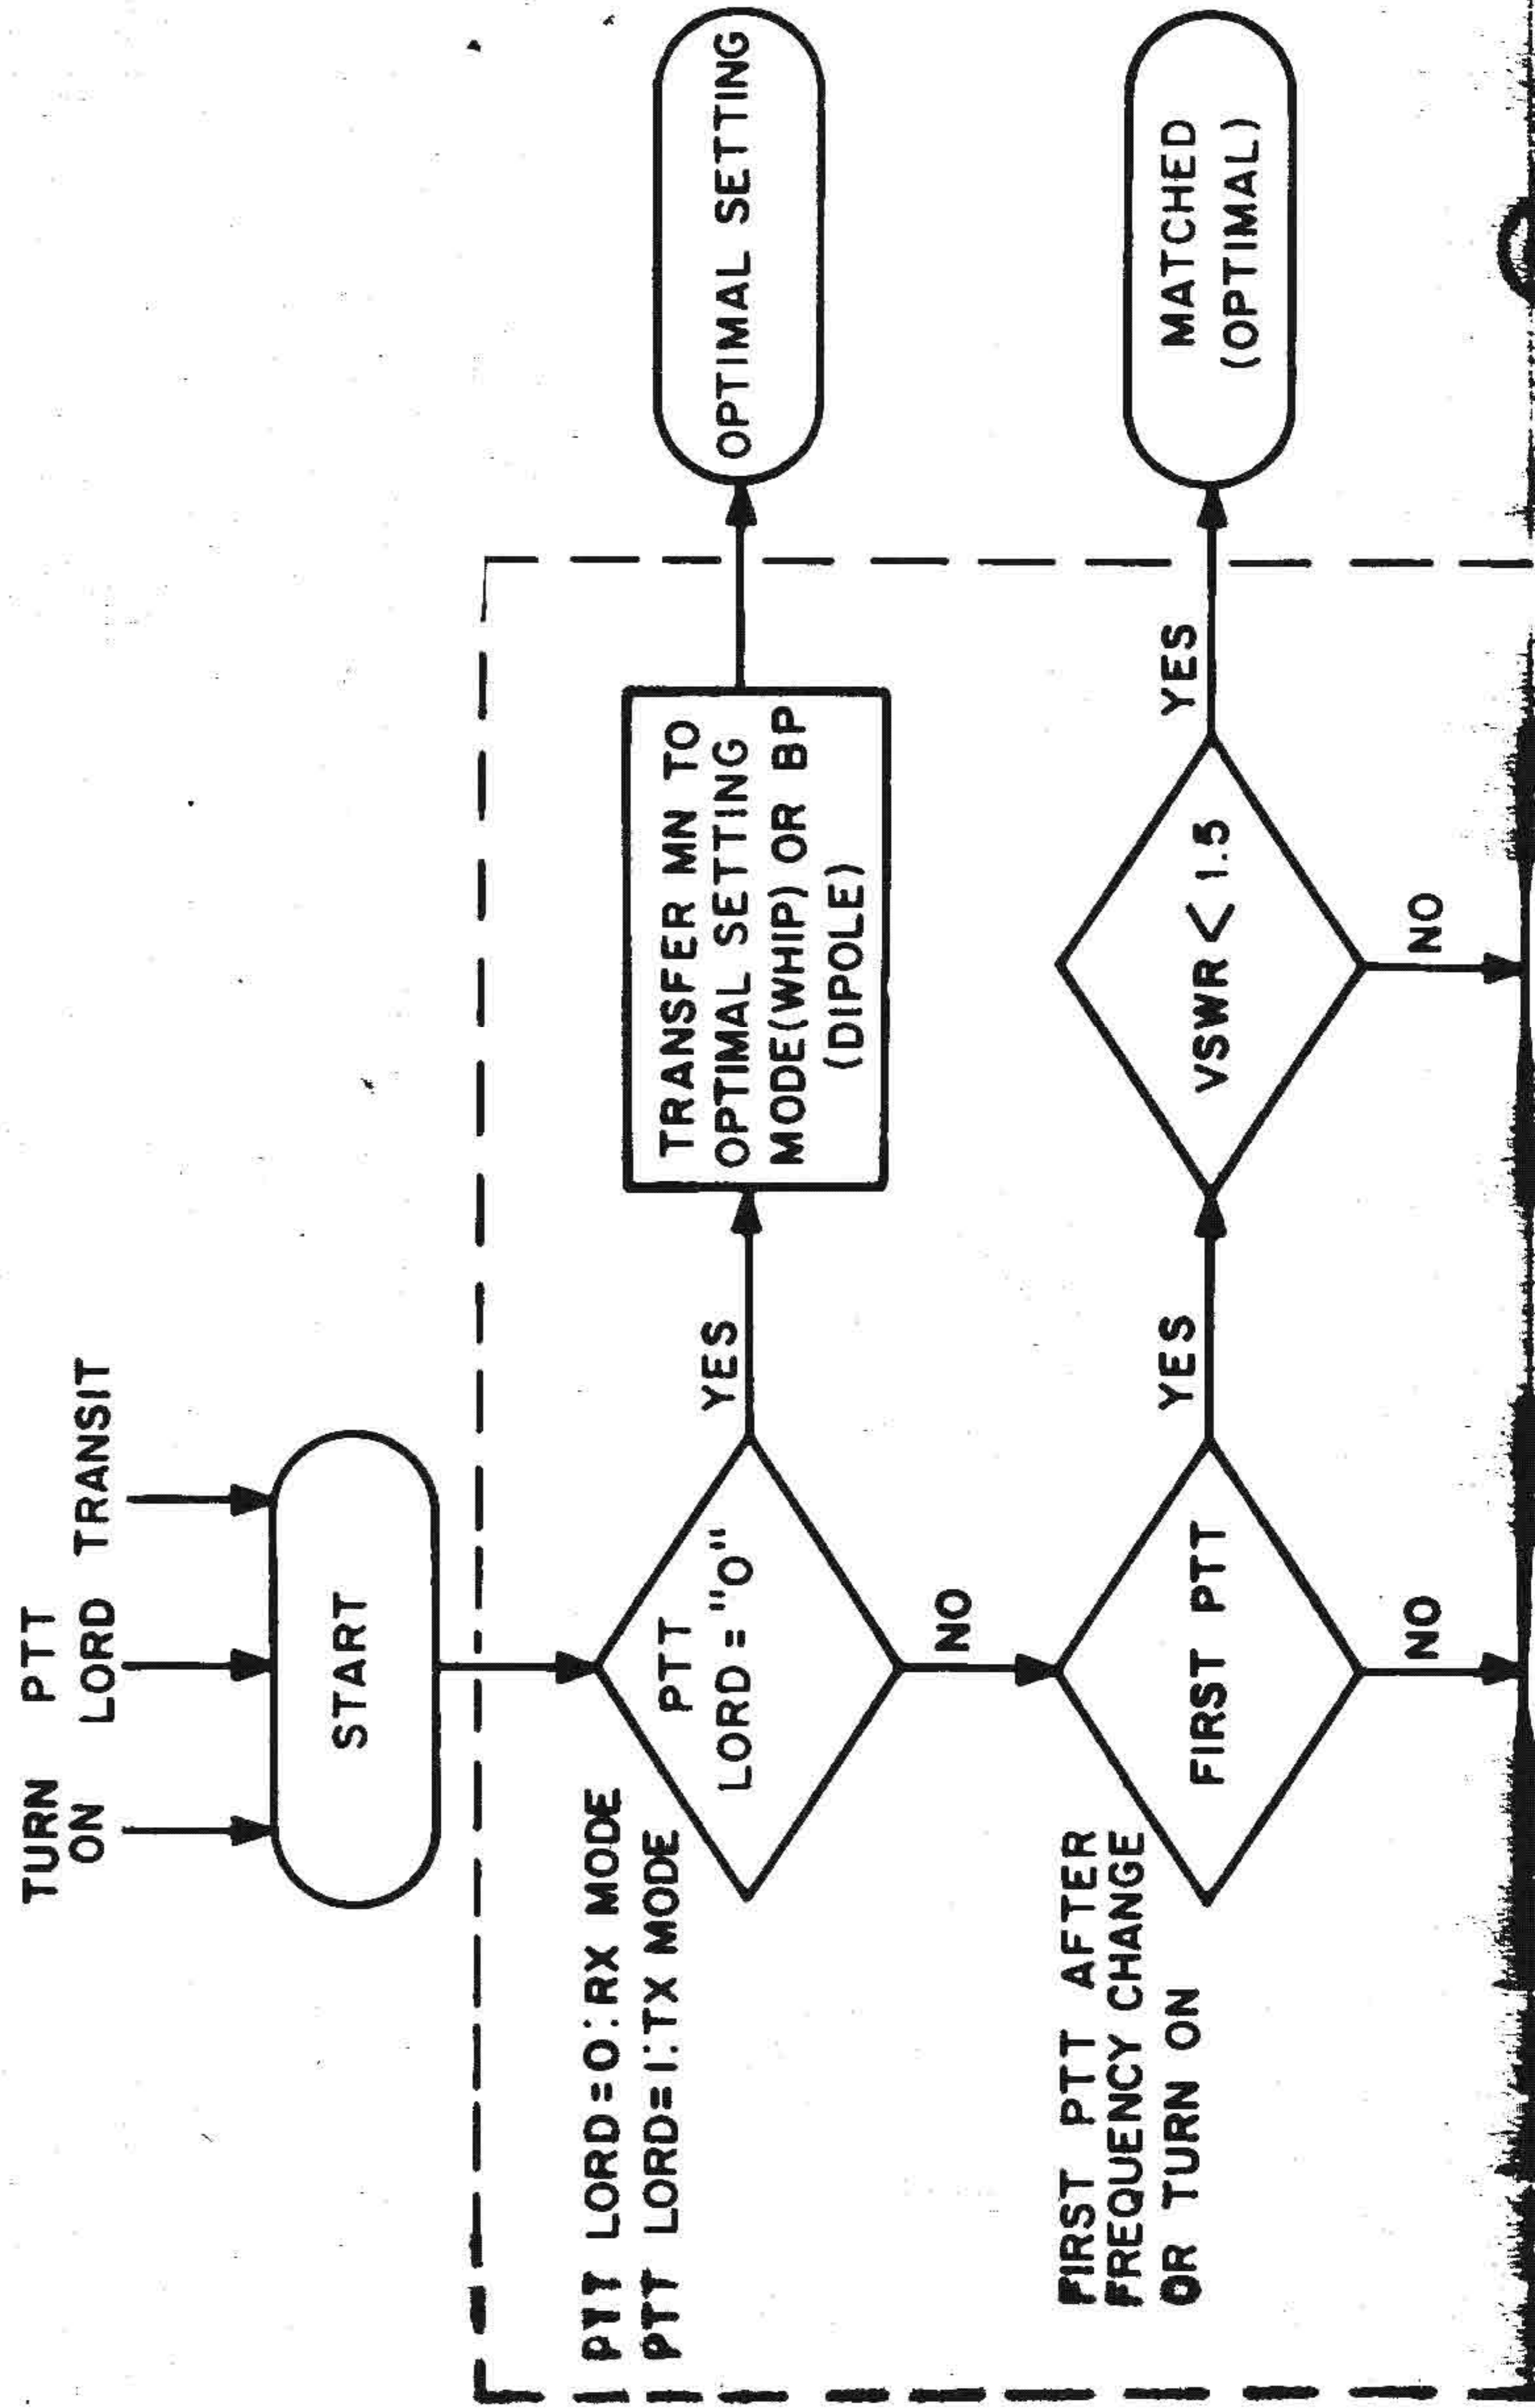 TURN
ON
PTT
LORD
TRANSIT
START
PTT LORD=0:RX MODE
PTT LORD=1:TX MODE
PTT
LORD="0"
YES
TRANSFER MN TO
OPTIMAL SETTING
MODE(WHIP) OR BP
(DIPOLE)
OPTIMAL SETTING
NO
FIRST PTT AFTER
FREQUENCY CHANGE
OR TURN ON
FIRST PTT
YES
VSWR < 1.5
YES
MATCHED
(OPTIMAL)
NO
NO